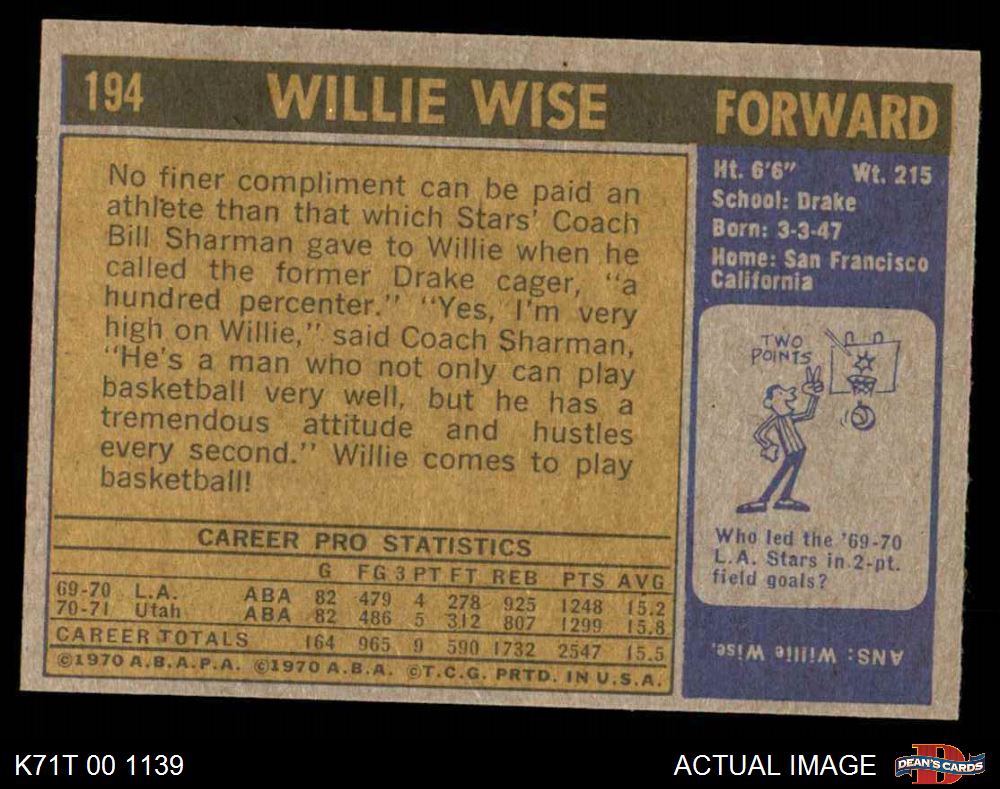 194 WILLIE WISE FORWARD
No finer compliment can be paid an
athlete than that which Stars' Coach
Bill Sharman gave to Willie when he
called the former Drake cager, "a
hundred percenter." "Yes, I'm very
high on Willie," said Coach Sharman,
"He's a man who not only can play
basketball very well, but he has a
tremendous attitude and hustles
every second." Willie comes to play
basketball!
CAREER PRO STATISTICS
G FG 3 PT FT REB PTS AVG
69-70 L.A. ABA 82 479 4 278 925 1248 15.2
70-71 Utah ABA 82 486 5 312 807 1299 15.8
CAREER TOTALS 164 965 9 590 1732 2547 15.5
©1970 A.B.A.P.A. ©1970 A.B.A. ©T.C.G. PRTD. IN U.S.A.
Ht. 6'6" Wt. 215
School: Drake
Born: 3-3-47
Home: San Francisco
California
TWO
POINTS
Who led the '69-70
L.A. Stars in 2-pt.
field goals?
ANS: Willie Wise.
K71T 00 1139 ACTUAL IMAGE DEAN'S CARDS